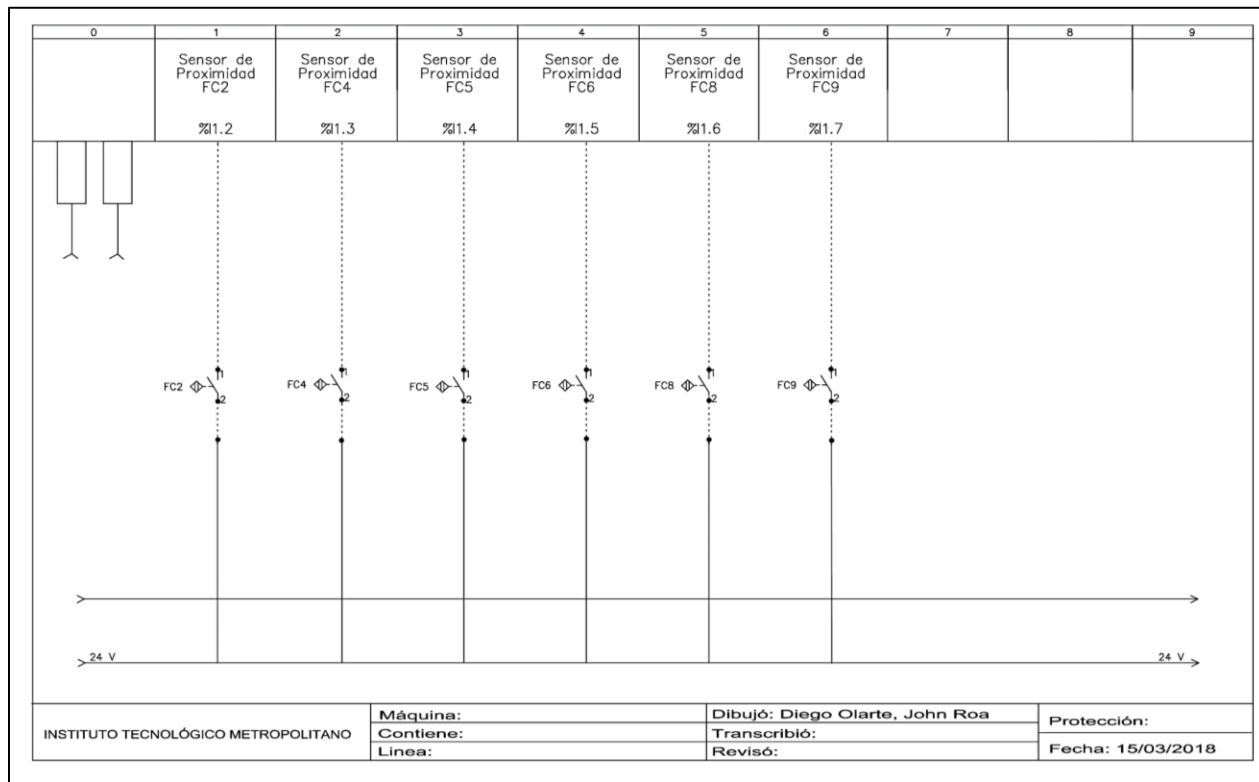 0 1 2 3 4 5 6 7 8 9
Sensor de
Proximidad
FC2
%I1.2
Sensor de
Proximidad
FC4
%I1.3
Sensor de
Proximidad
FC5
%I1.4
Sensor de
Proximidad
FC6
%I1.5
Sensor de
Proximidad
FC8
%I1.6
Sensor de
Proximidad
FC9
%I1.7
FC2 1 2
FC4 1 2
FC5 1 2
FC6 1 2
FC8 1 2
FC9 1 2
24 V 24 V
INSTITUTO TECNOLÓGICO METROPOLITANO
Máquina:
Contiene:
Linea:
Dibujó: Diego Olarte, John Roa
Transcribió:
Revisó:
Protección:
Fecha: 15/03/2018